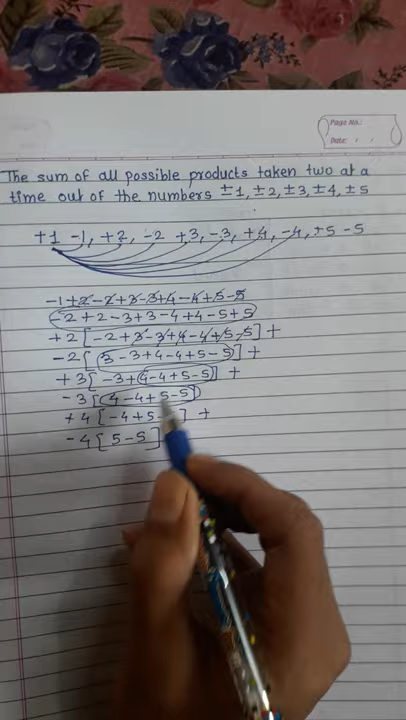 Page No.:
Date: / /
The sum of all possible products taken two at a
time out of the numbers ±1, ±2, ±3, ±4, ±5
+1 -1, +2, -2 +3, -3, +4, -4, +5 -5
-1 +2 -2 +3 -3 +4 -4 +5 -5
-2 +2 -3 +3 -4 +4 -5 +5
+2 [-2 +3 -3 +4 -4 +5 -5] +
-2 [3 -3 +4 -4 +5 -5] +
+3 [-3 +4 -4 +5 -5] +
-3 [4 -4 +5 -5]
+4 [-4 +5 ] +
-4 [5 -5]